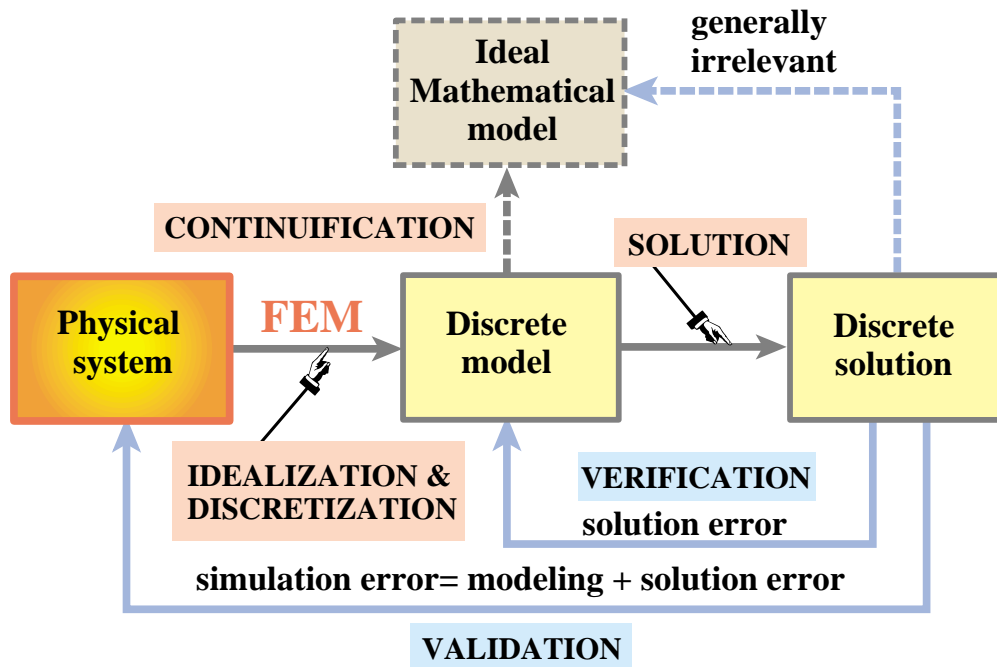 generally
irrelevant
Ideal
Mathematical
model
CONTINUIFICATION
SOLUTION
Physical
system
FEM
Discrete
model
Discrete
solution
IDEALIZATION &
DISCRETIZATION
VERIFICATION
solution error
simulation error= modeling + solution error
VALIDATION